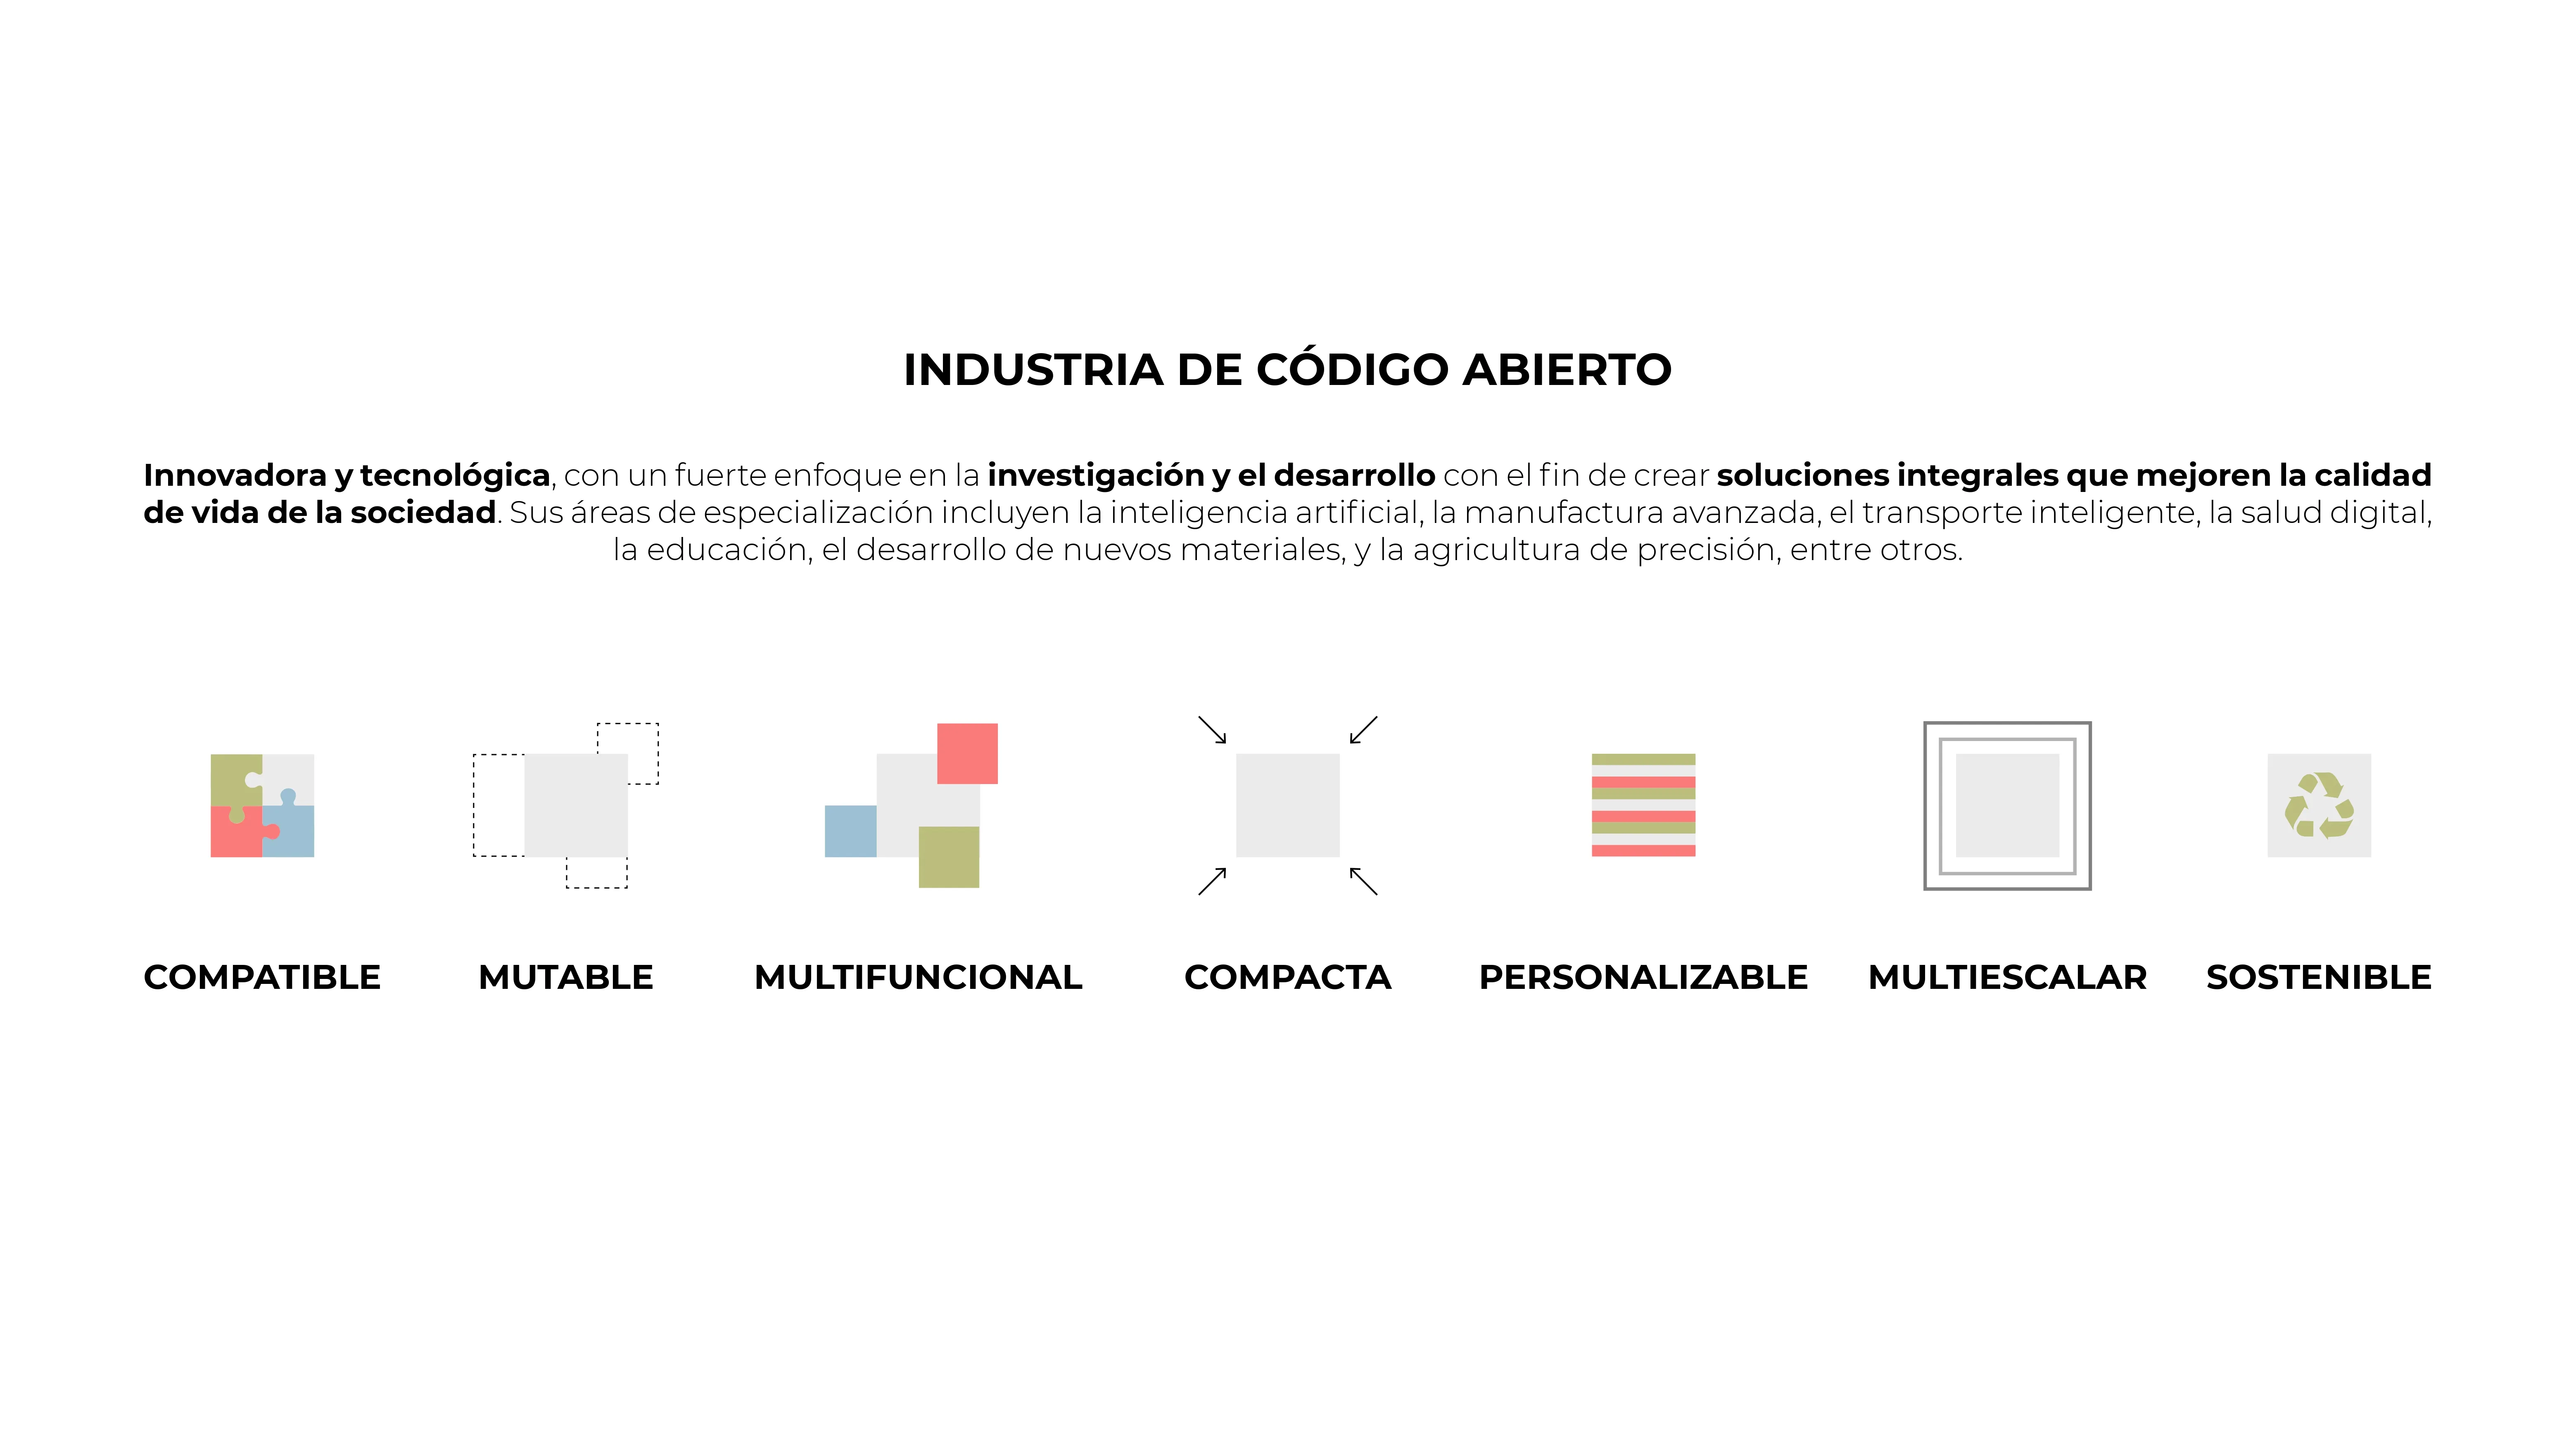 INDUSTRIA DE CÓDIGO ABIERTO
Innovadora y tecnológica, con un fuerte enfoque en la investigación y el desarrollo con el fin de crear soluciones integrales que mejoren la calidad
de vida de la sociedad. Sus áreas de especialización incluyen la inteligencia artificial, la manufactura avanzada, el transporte inteligente, la salud digital,
la educación, el desarrollo de nuevos materiales, y la agricultura de precisión, entre otros.
COMPATIBLE
MUTABLE
MULTIFUNCIONAL
COMPACTA
PERSONALIZABLE
MULTIESCALAR
SOSTENIBLE